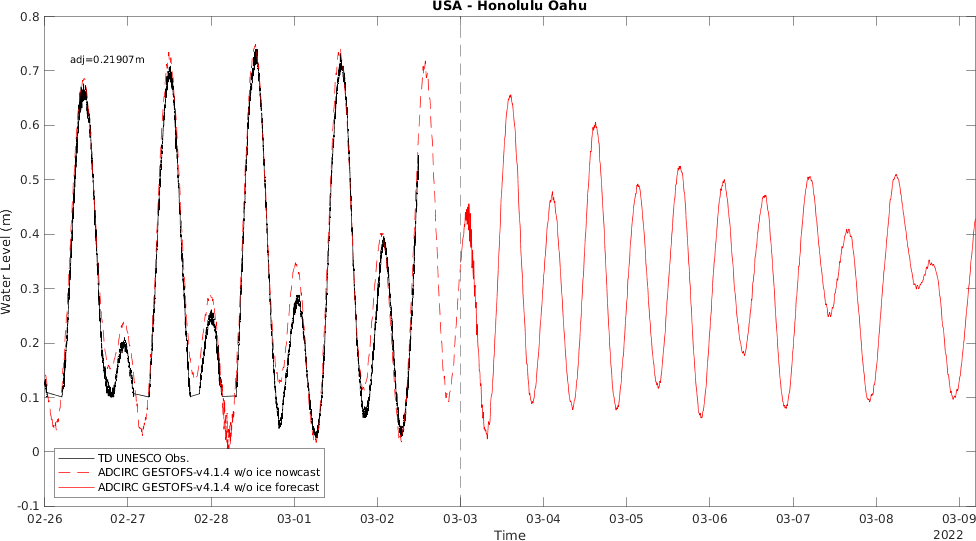 USA - Honolulu Oahu
adj=0.21907m
0.8
0.7
0.6
0.5
0.4
0.3
0.2
0.1
0
-0.1
Water Level (m)
TD UNESCO Obs.
ADCIRC GESTOFS-v4.1.4 w/o ice nowcast
ADCIRC GESTOFS-v4.1.4 w/o ice forecast
02-26 02-27 02-28 03-01 03-02 03-03 03-04 03-05 03-06 03-07 03-08 03-09
Time
2022